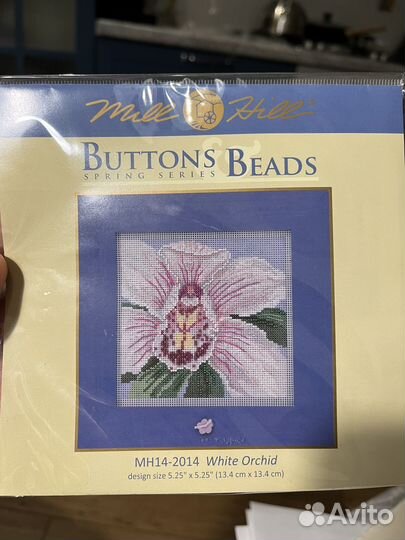 Mill Hill
BUTTONS BEADS
SPRING SERIES
MH14-2014 White Orchid
design size 5.25" x 5.25" (13.4 cm x 13.4 cm)
Avito